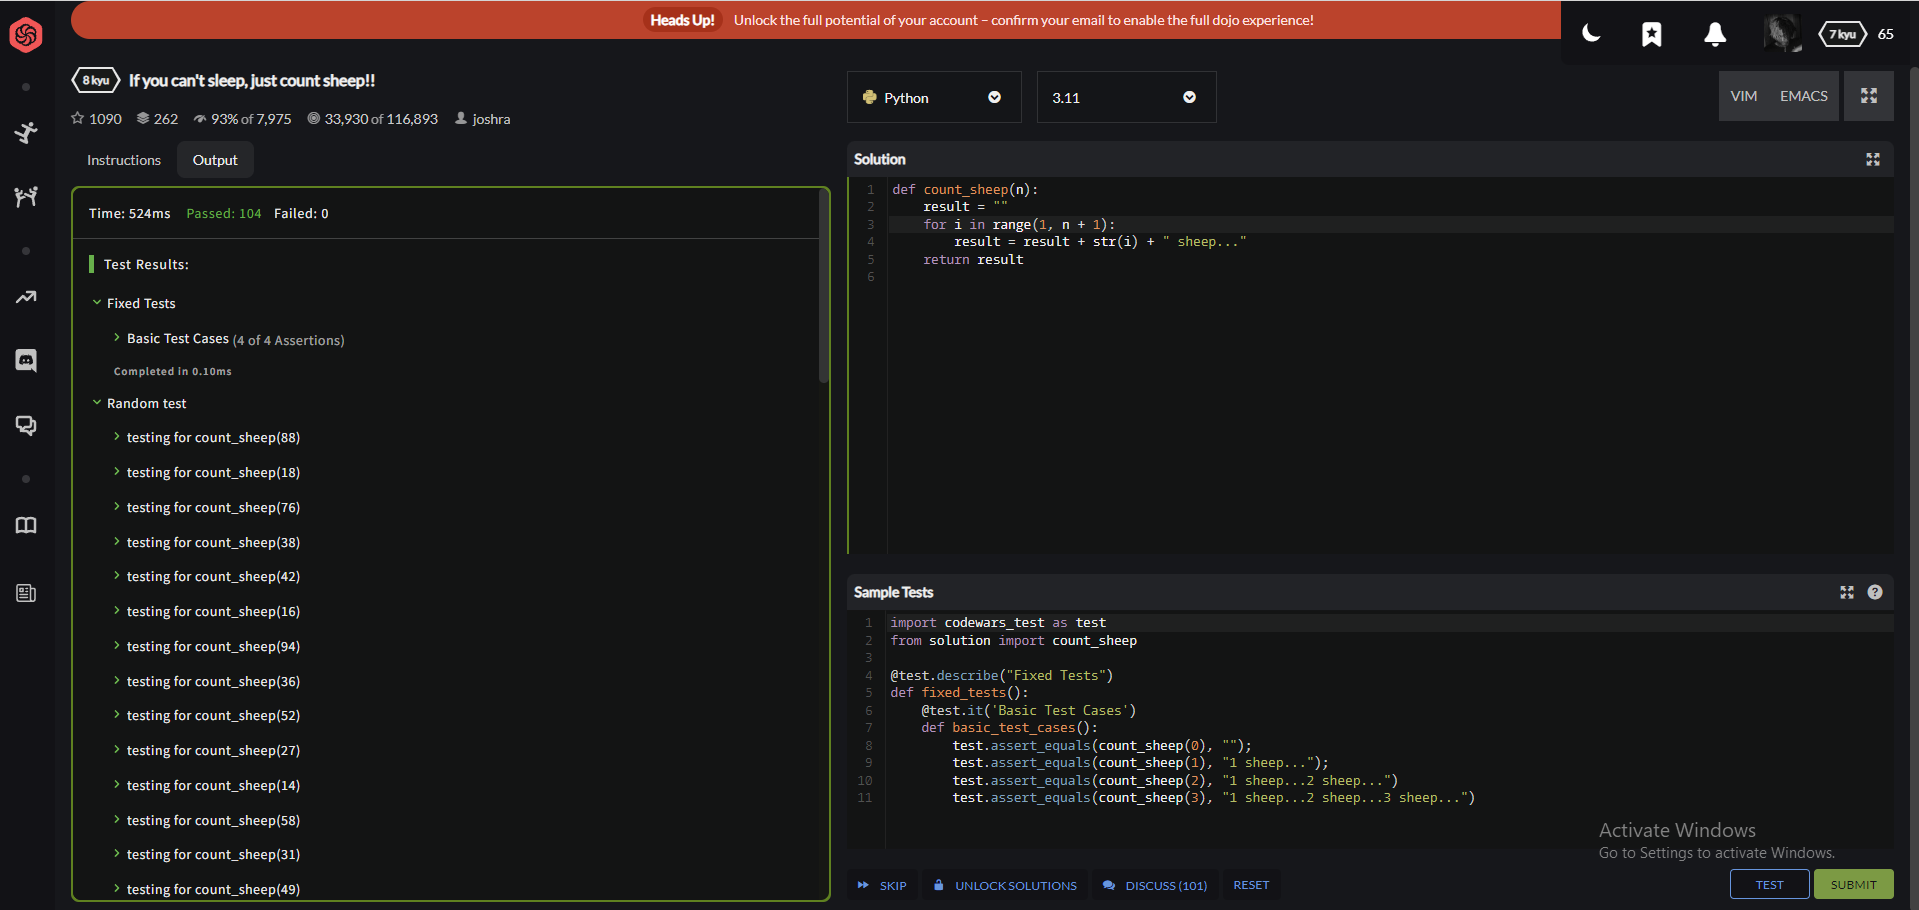 Heads Up! Unlock the full potential of your account – confirm your email to enable the full dojo experience!
7 kyu 65
8 kyu If you can't sleep, just count sheep!!
1090 262 93% of 7,975 33,930 of 116,893 joshra
Instructions Output
Time: 524ms Passed: 104 Failed: 0
Test Results:
Fixed Tests
Basic Test Cases (4 of 4 Assertions)
Completed in 0.10ms
Random test
testing for count_sheep(88)
testing for count_sheep(18)
testing for count_sheep(76)
testing for count_sheep(38)
testing for count_sheep(42)
testing for count_sheep(16)
testing for count_sheep(94)
testing for count_sheep(36)
testing for count_sheep(52)
testing for count_sheep(27)
testing for count_sheep(14)
testing for count_sheep(58)
testing for count_sheep(31)
testing for count_sheep(49)
Python 3.11 VIM EMACS
Solution
1 def count_sheep(n):
2     result = ""
3     for i in range(1, n + 1):
4         result = result + str(i) + " sheep..."
5     return result
6
Sample Tests
1 import codewars_test as test
2 from solution import count_sheep
3
4 @test.describe("Fixed Tests")
5 def fixed_tests():
6     @test.it('Basic Test Cases')
7     def basic_test_cases():
8         test.assert_equals(count_sheep(0), "");
9         test.assert_equals(count_sheep(1), "1 sheep...");
10         test.assert_equals(count_sheep(2), "1 sheep...2 sheep...")
11         test.assert_equals(count_sheep(3), "1 sheep...2 sheep...3 sheep...")
Activate Windows
Go to Settings to activate Windows.
SKIP UNLOCK SOLUTIONS DISCUSS (101) RESET TEST SUBMIT